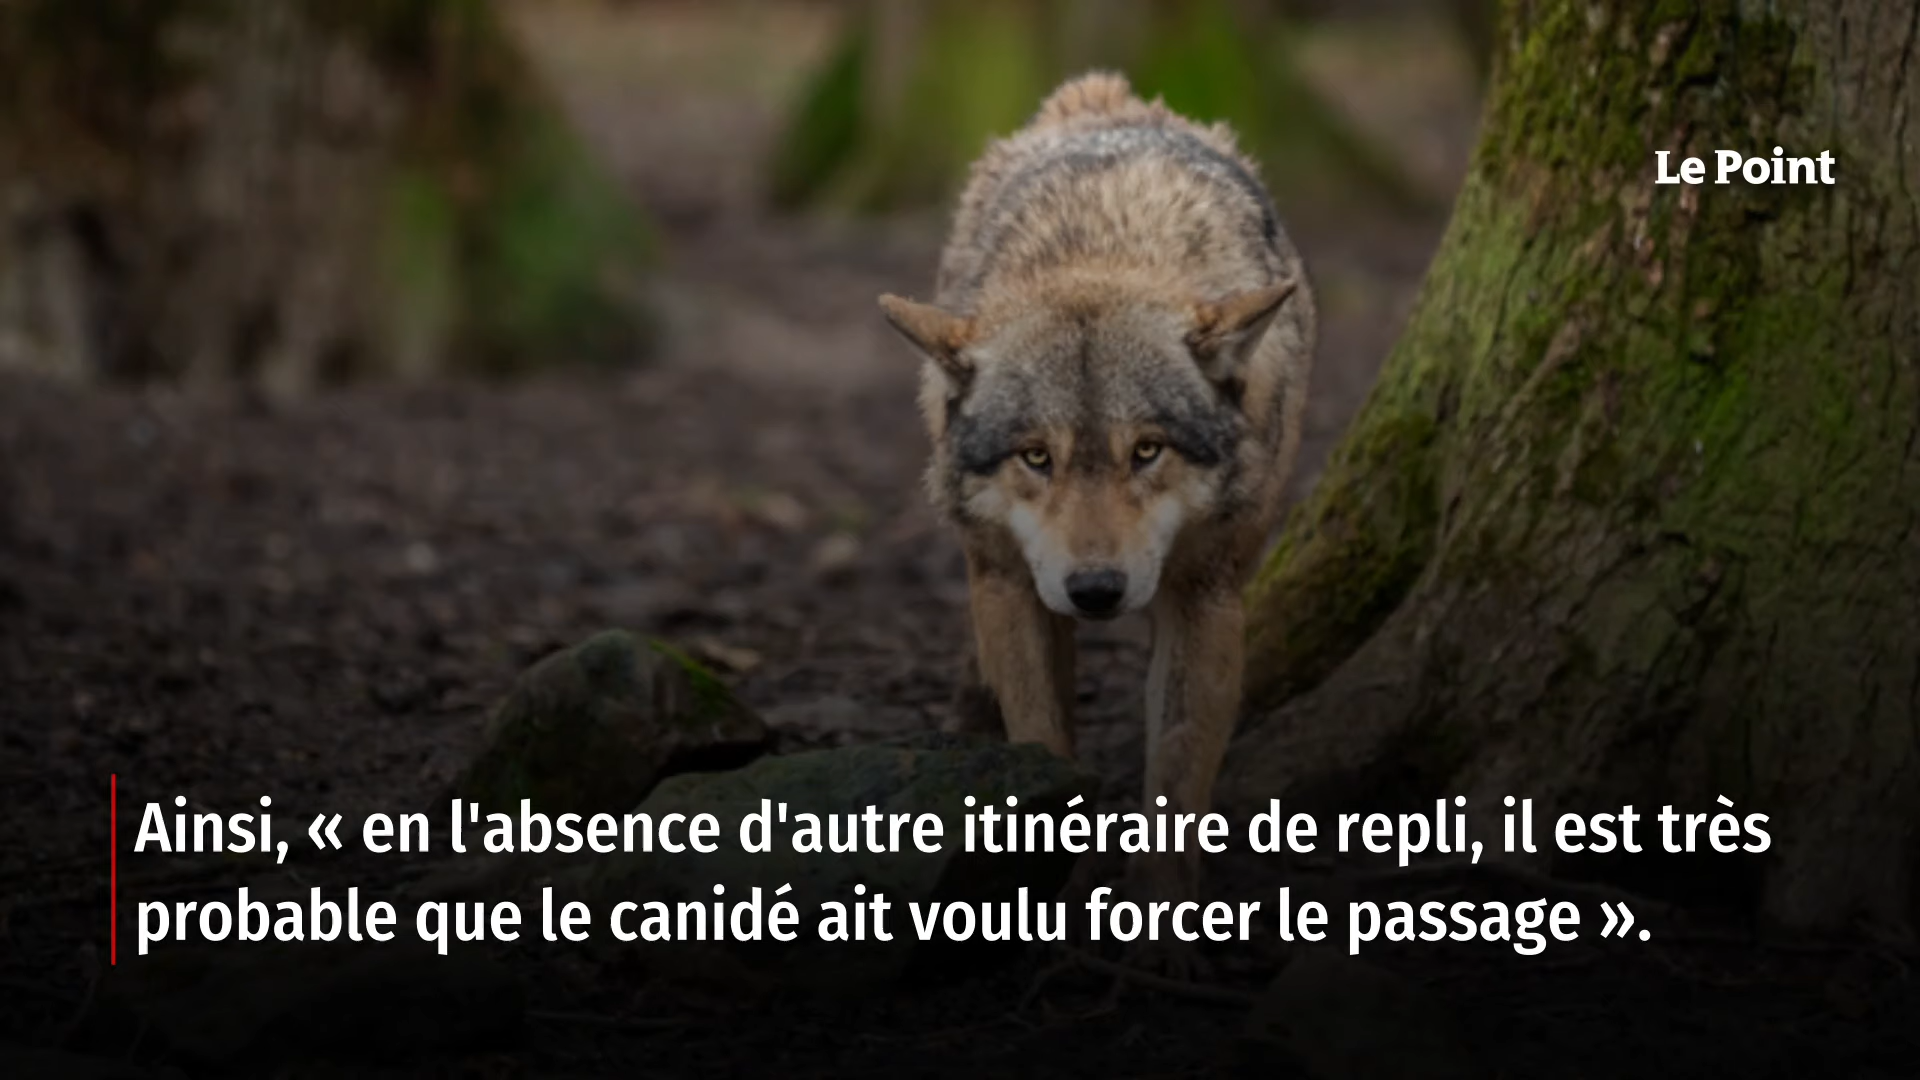 Le Point
Ainsi, « en l'absence d'autre itinéraire de repli, il est très
probable que le canidé ait voulu forcer le passage ».